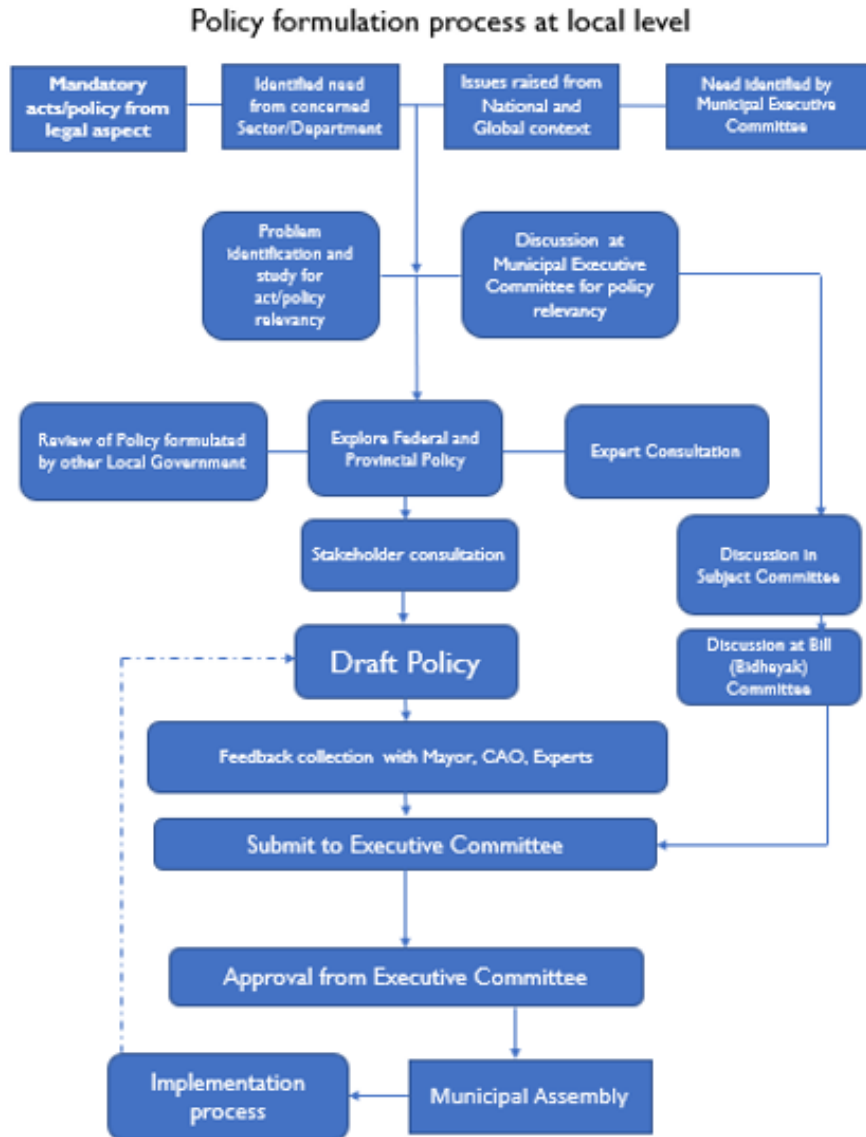 Policy formulation process at local level
Mandatory
acts/policy from
legal aspect
Identified need
from concerned
Sector/Department
Issues raised from
National and
Global context
Need identified by
Municipal Executive
Committee
Problem
identification and
study for
act/policy
relevancy
Discussion at
Municipal Executive
Committee for policy
relevancy
Review of Policy formulated
by other Local Government
Explore Federal and
Provincial Policy
Expert Consultation
Stakeholder consultation
Discussion in
Subject Committee
Draft Policy
Discussion at Bill
(Bidheyak)
Committee
Feedback collection with Mayor, CAO, Experts
Submit to Executive Committee
Approval from Executive Committee
Implementation
process
Municipal Assembly